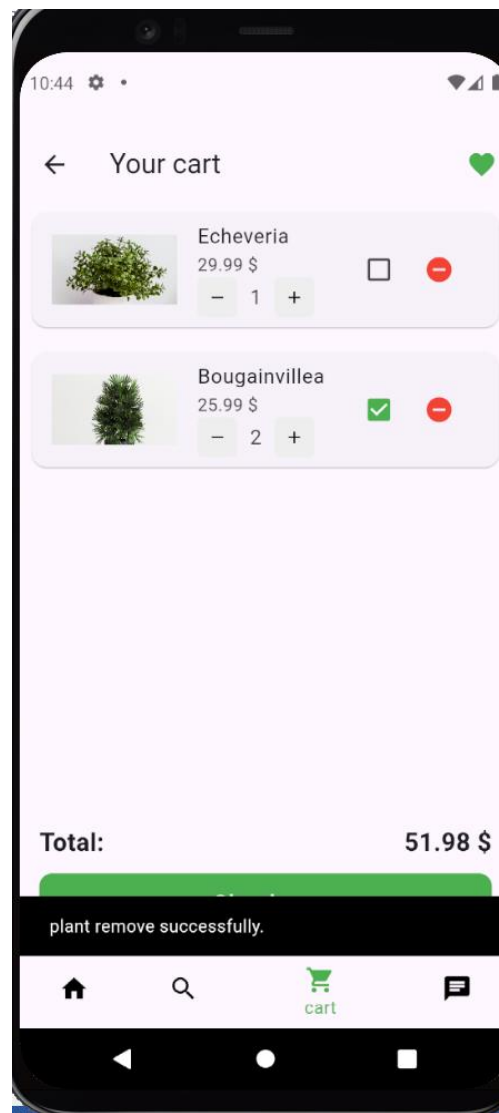 10:44
Your cart
Echeveria
29.99 $
− 1 +
Bougainvillea
25.99 $
− 2 +
Total: 51.98 $
plant remove successfully.
cart